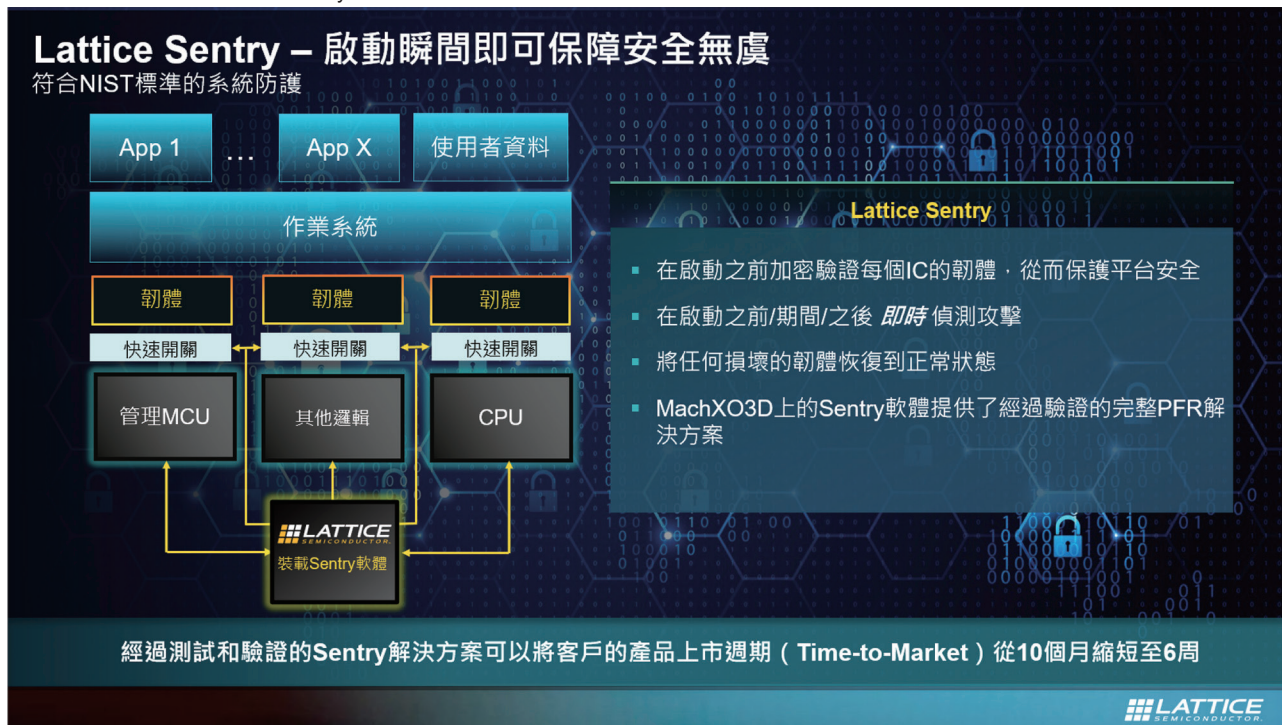 Lattice Sentry – 啟動瞬間即可保障安全無虞
符合NIST標準的系統防護
App 1 ... App X 使用者資料
作業系統
韌體 韌體 韌體
快速開關 快速開關 快速開關
管理MCU 其他邏輯 CPU
LATTICE
SEMICONDUCTOR.
裝載Sentry軟體
Lattice Sentry
▪ 在啟動之前加密驗證每個IC的韌體，從而保護平台安全
▪ 在啟動之前/期間/之後 即時 偵測攻擊
▪ 將任何損壞的韌體恢復到正常狀態
▪ MachXO3D上的Sentry軟體提供了經過驗證的完整PFR解
決方案
經過測試和驗證的Sentry解決方案可以將客戶的產品上市週期（Time-to-Market）從10個月縮短至6周
LATTICE
SEMICONDUCTOR.